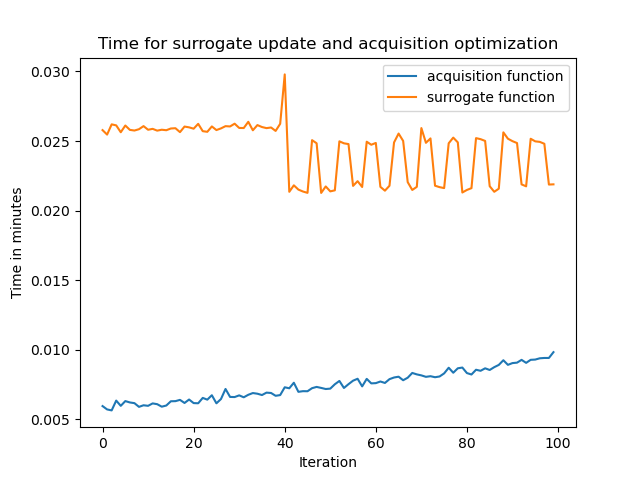 Time for surrogate update and acquisition optimization
acquisition function
surrogate function
0.030
0.025
0.020
0.015
0.010
0.005
Time in minutes
0 20 40 60 80 100
Iteration